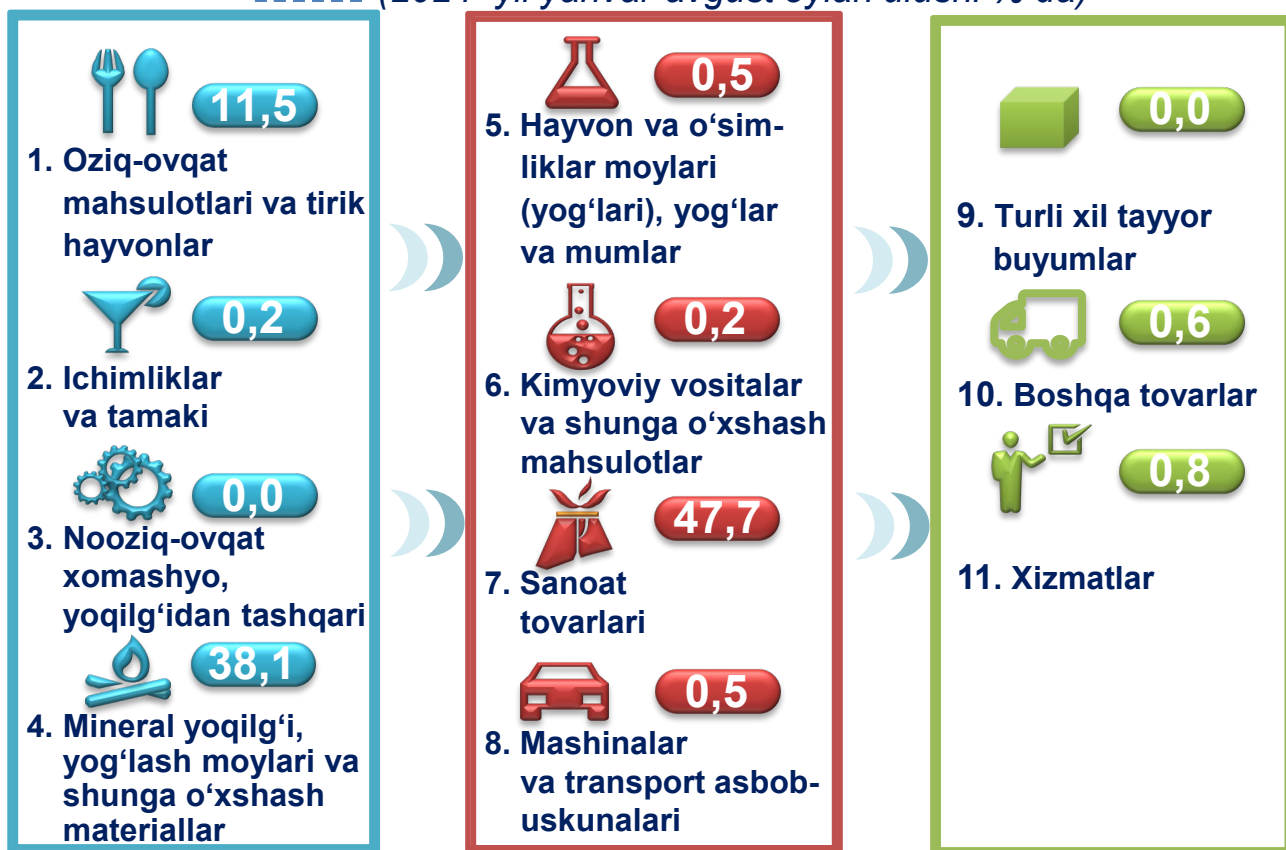 11,5
1. Oziq-ovqat
mahsulotlari va tirik
hayvonlar
0,2
2. Ichimliklar
va tamaki
0,0
3. Nooziq-ovqat
xomashyo,
yoqilg‘idan tashqari
38,1
4. Mineral yoqilg‘i,
yog‘lash moylari va
shunga o‘xshash
materiallar
0,5
5. Hayvon va o‘sim-
liklar moylari
(yog‘lari), yog‘lar
va mumlar
0,2
6. Kimyoviy vositalar
va shunga o‘xshash
mahsulotlar
47,7
7. Sanoat
tovarlari
0,5
8. Mashinalar
va transport asbob-
uskunalari
0,0
9. Turli xil tayyor
buyumlar
0,6
10. Boshqa tovarlar
0,8
11. Xizmatlar